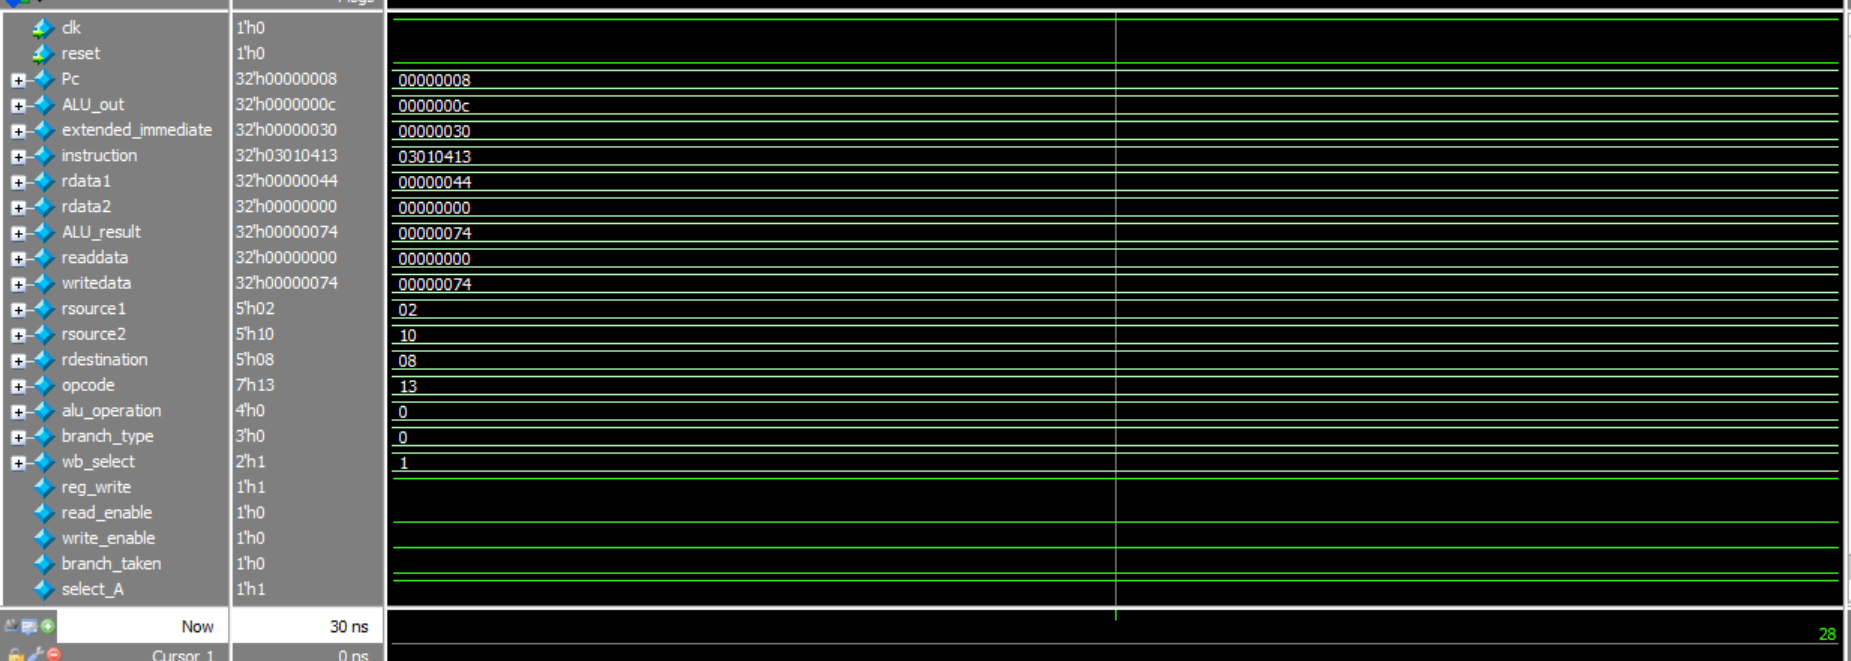 Msgs
clk 1'h0
reset 1'h0
Pc 32'h00000008 00000008
ALU_out 32'h0000000c 0000000c
extended_immediate 32'h00000030 00000030
instruction 32'h03010413 03010413
rdata1 32'h00000044 00000044
rdata2 32'h00000000 00000000
ALU_result 32'h00000074 00000074
readdata 32'h00000000 00000000
writedata 32'h00000074 00000074
rsource1 5'h02 02
rsource2 5'h10 10
rdestination 5'h08 08
opcode 7'h13 13
alu_operation 4'h0 0
branch_type 3'h0 0
wb_select 2'h1 1
reg_write 1'h1
read_enable 1'h0
write_enable 1'h0
branch_taken 1'h0
select_A 1'h1
Now 30 ns 28
Cursor 1 0 ns